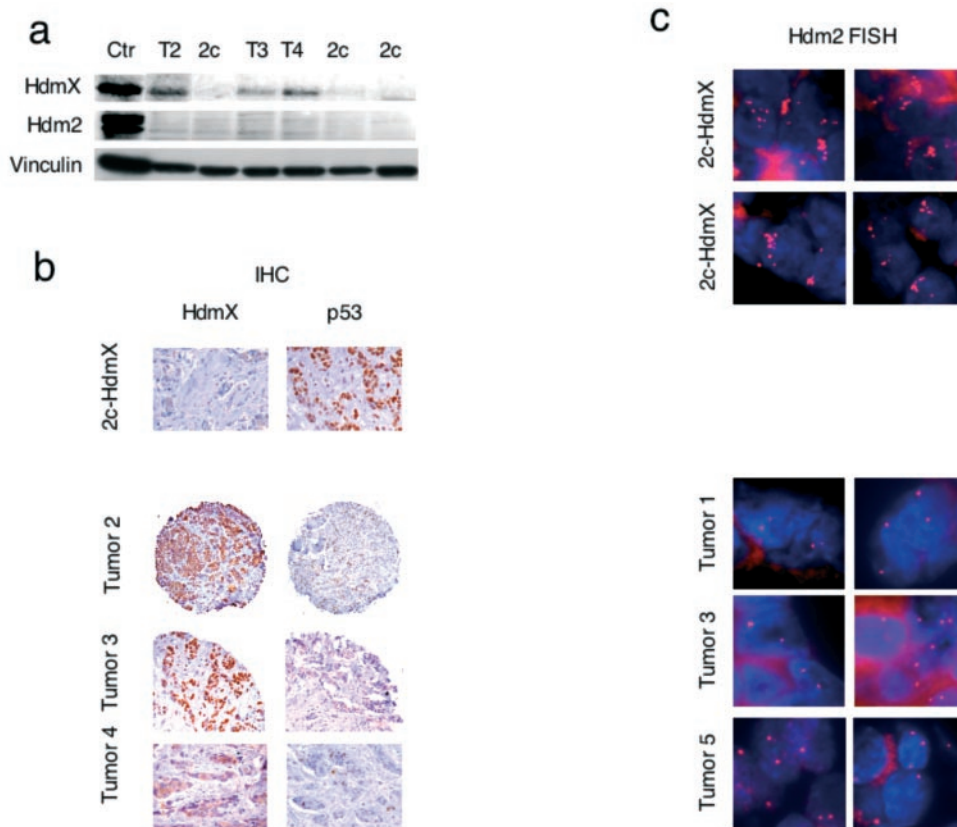 a
Ctr T2 2c T3 T4 2c 2c
HdmX
Hdm2
Vinculin
b
IHC
HdmX p53
2c-HdmX
Tumor 2
Tumor 3
Tumor 4
c
Hdm2 FISH
2c-HdmX
2c-HdmX
Tumor 1
Tumor 3
Tumor 5